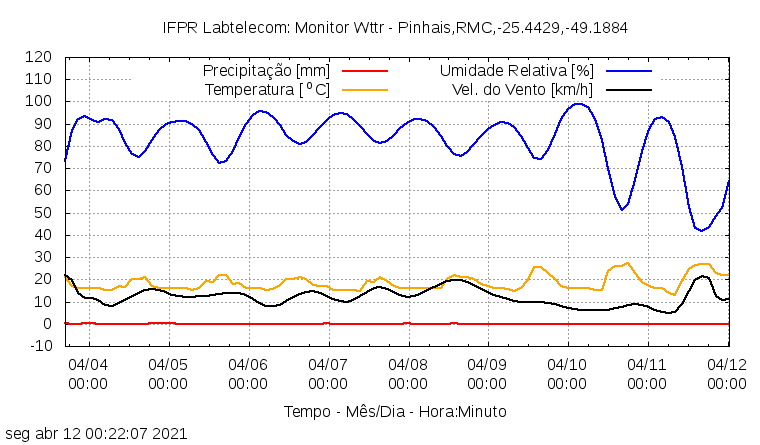 IFPR Labtelecom: Monitor Wttr - Pinhais,RMC,-25.4429,-49.1884
Precipitação [mm]
Temperatura [⁰C]
Umidade Relativa [%]
Vel. do Vento [km/h]
120
110
100
90
80
70
60
50
40
30
20
10
0
-10
04/04 04/05 04/06 04/07 04/08 04/09 04/10 04/11 04/12
00:00 00:00 00:00 00:00 00:00 00:00 00:00 00:00 00:00
Tempo - Mês/Dia - Hora:Minuto
seg abr 12 00:22:07 2021